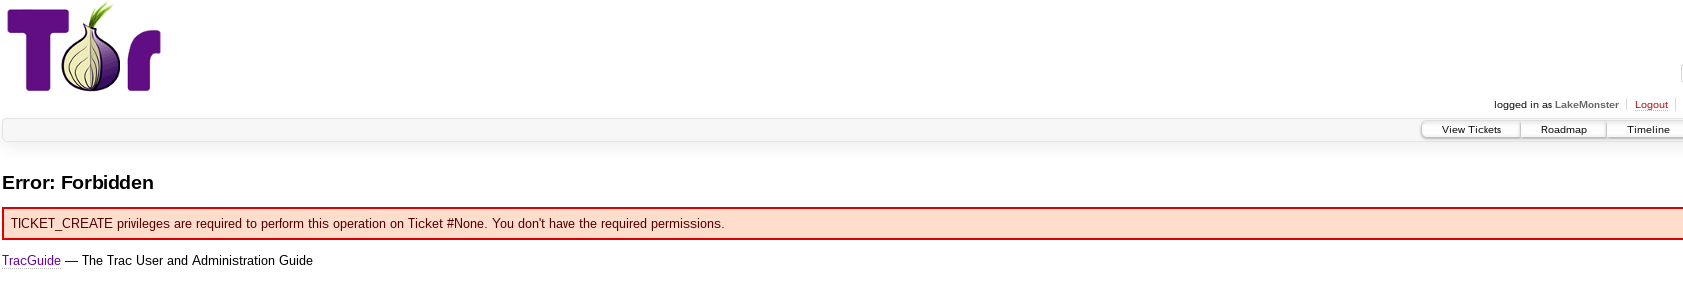 Tor
logged in as LakeMonster Logout
View Tickets Roadmap Timeline
Error: Forbidden
TICKET_CREATE privileges are required to perform this operation on Ticket #None. You don't have the required permissions.
TracGuide — The Trac User and Administration Guide